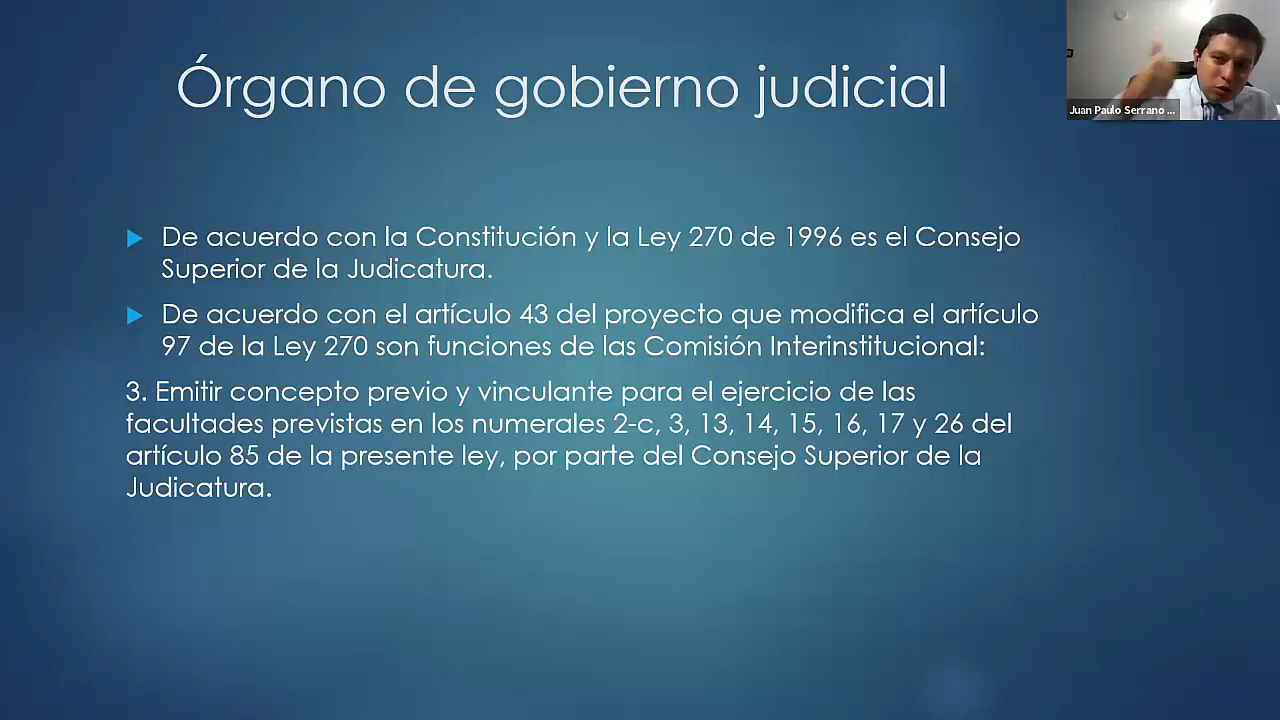 Órgano de gobierno judicial
Juan Paulo Serrano ...
De acuerdo con la Constitución y la Ley 270 de 1996 es el Consejo
Superior de la Judicatura.
De acuerdo con el artículo 43 del proyecto que modifica el artículo
97 de la Ley 270 son funciones de las Comisión Interinstitucional:
3. Emitir concepto previo y vinculante para el ejercicio de las
facultades previstas en los numerales 2-c, 3, 13, 14, 15, 16, 17 y 26 del
artículo 85 de la presente ley, por parte del Consejo Superior de la
Judicatura.